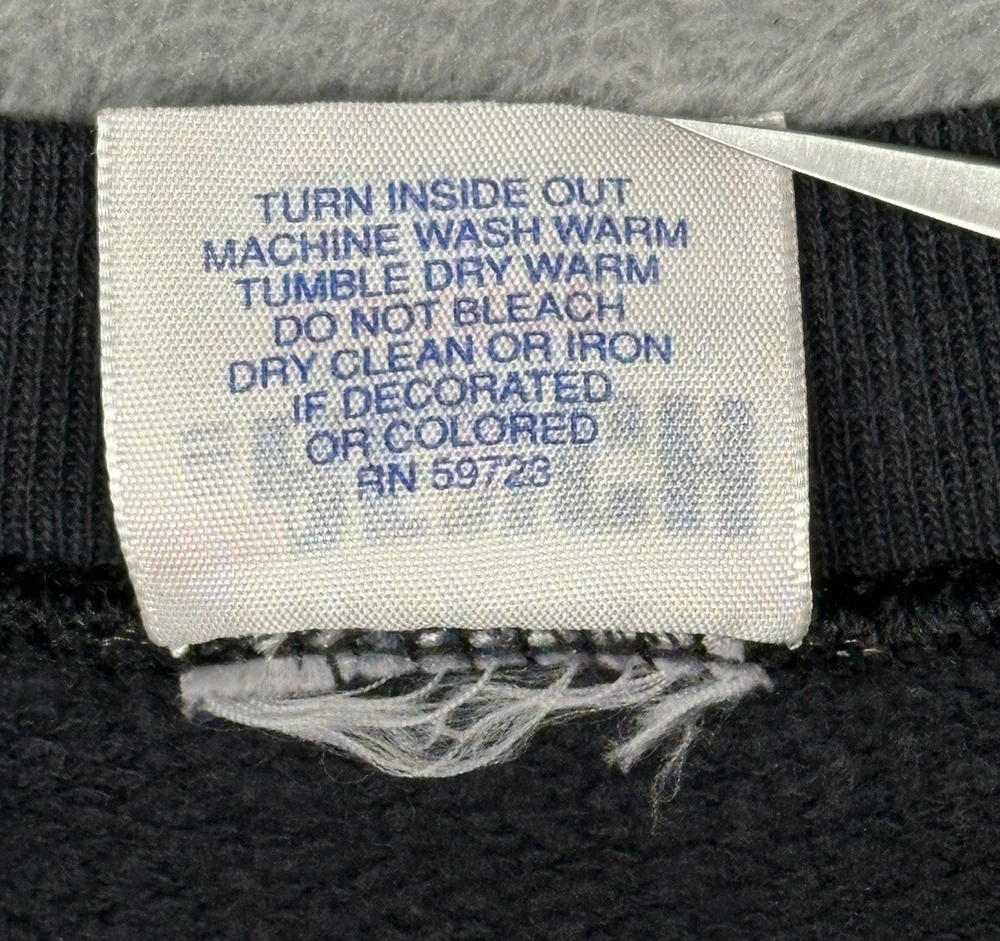 TURN INSIDE OUT
MACHINE WASH WARM
TUMBLE DRY WARM
DO NOT BLEACH
DRY CLEAN OR IRON
IF DECORATED
OR COLORED
RN 59723